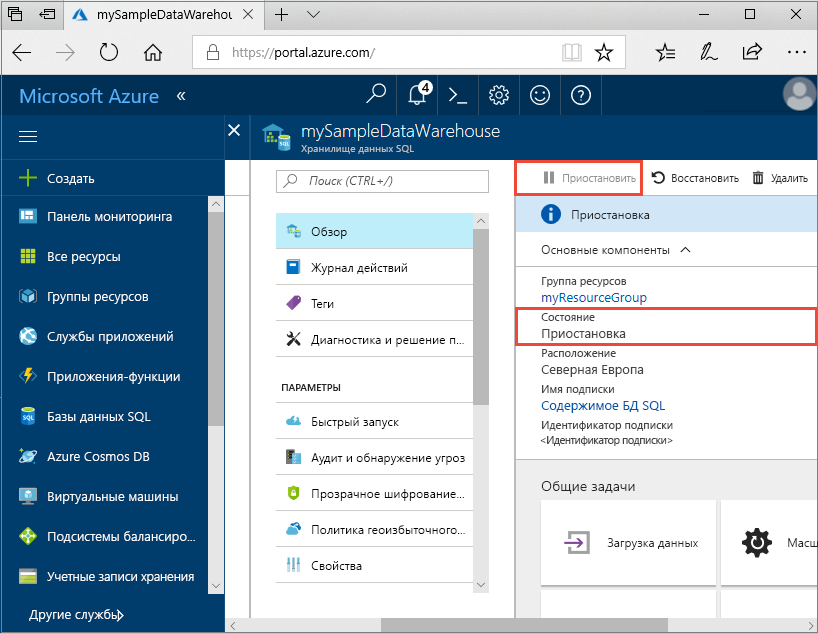 mySampleDataWarehou
https://portal.azure.com/
Microsoft Azure «
4
mySampleDataWarehouse
Хранилище данных SQL
Создать
Панель мониторинга
Все ресурсы
Группы ресурсов
Службы приложений
Приложения-функции
Базы данных SQL
Azure Cosmos DB
Виртуальные машины
Подсистемы балансиро...
Учетные записи хранения
Другие службы
Поиск (CTRL+/)
Обзор
Журнал действий
Теги
Диагностика и решение п...
ПАРАМЕТРЫ
Быстрый запуск
Аудит и обнаружение угроз
Прозрачное шифрование...
Политика геоизбыточного...
Свойства
Приостановить
Восстановить
Удалить
Приостановка
Основные компоненты
Группа ресурсов
myResourceGroup
Состояние
Приостановка
Расположение
Северная Европа
Имя подписки
Содержимое БД SQL
Идентификатор подписки
<Идентификатор подписки>
Общие задачи
Загрузка данных
Масш